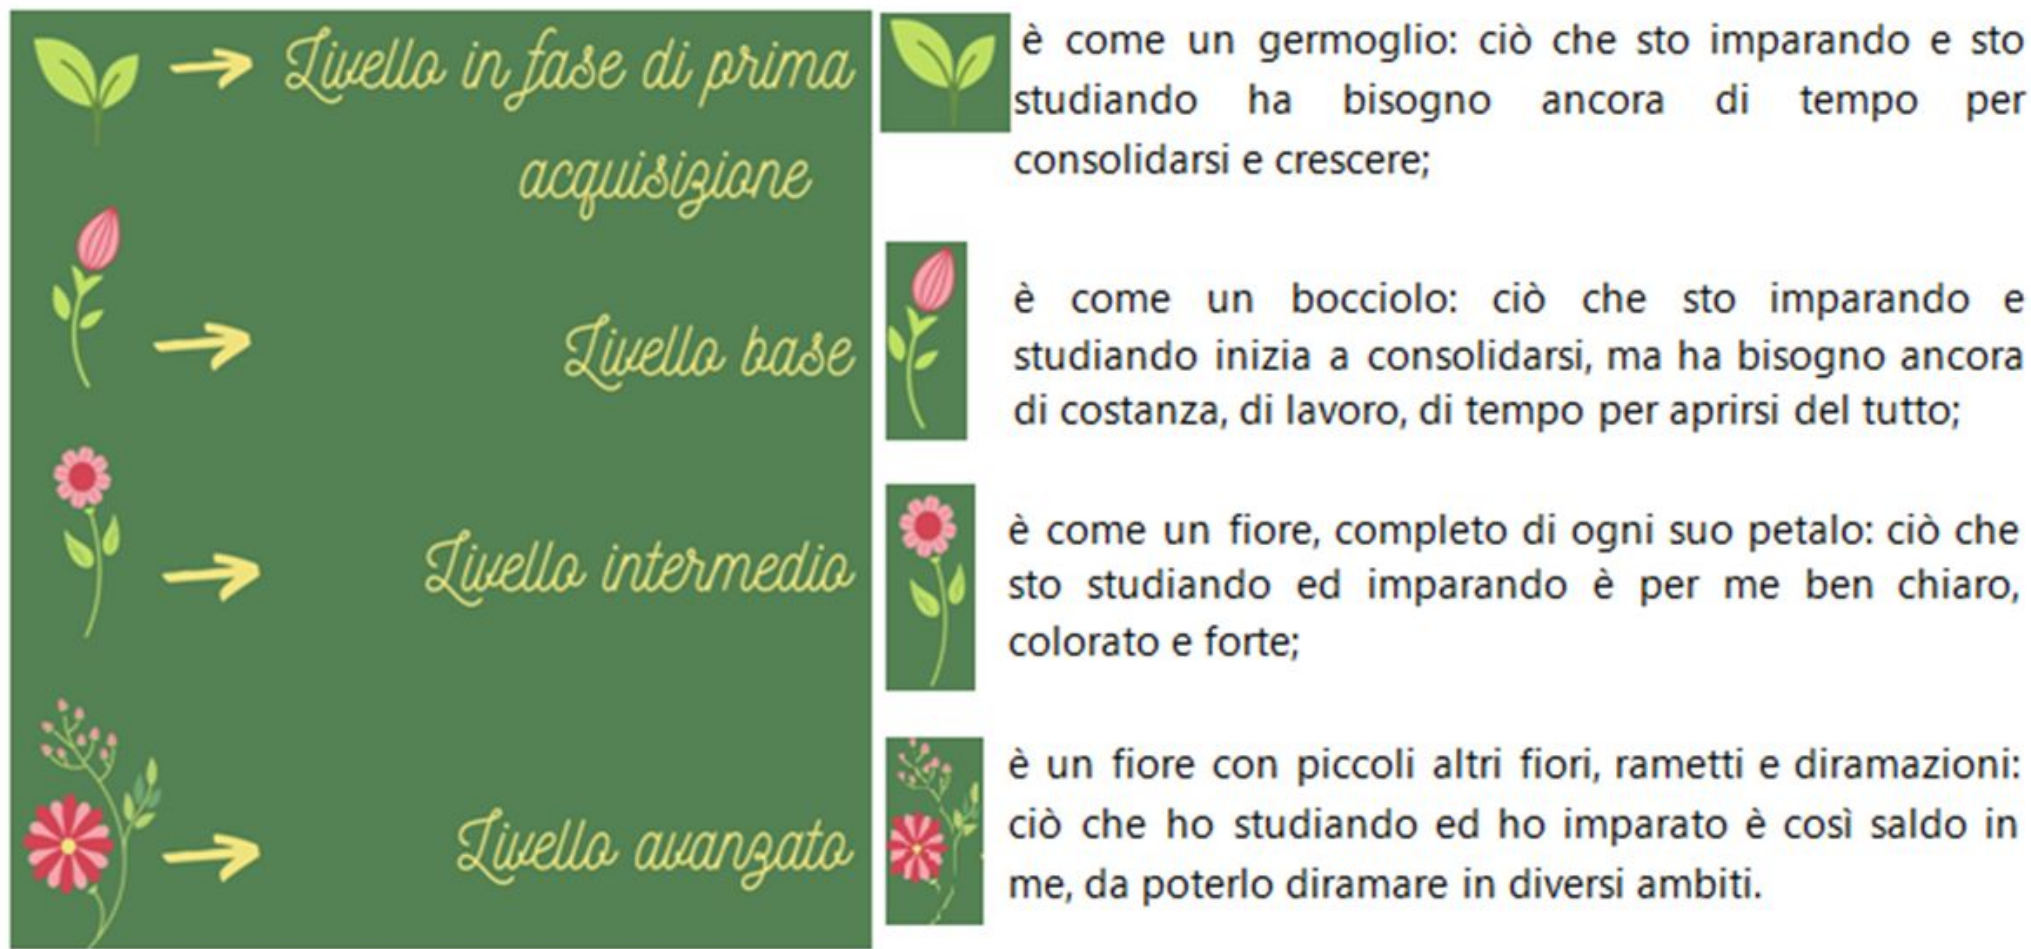 Livello in fase di prima
acquisizione
è come un germoglio: ciò che sto imparando e sto
studiando ha bisogno ancora di tempo per
consolidarsi e crescere;
Livello base
è come un bocciolo: ciò che sto imparando e
studiando inizia a consolidarsi, ma ha bisogno ancora
di costanza, di lavoro, di tempo per aprirsi del tutto;
Livello intermedio
è come un fiore, completo di ogni suo petalo: ciò che
sto studiando ed imparando è per me ben chiaro,
colorato e forte;
Livello avanzato
è un fiore con piccoli altri fiori, rametti e diramazioni:
ciò che ho studiando ed ho imparato è così saldo in
me, da poterlo diramare in diversi ambiti.